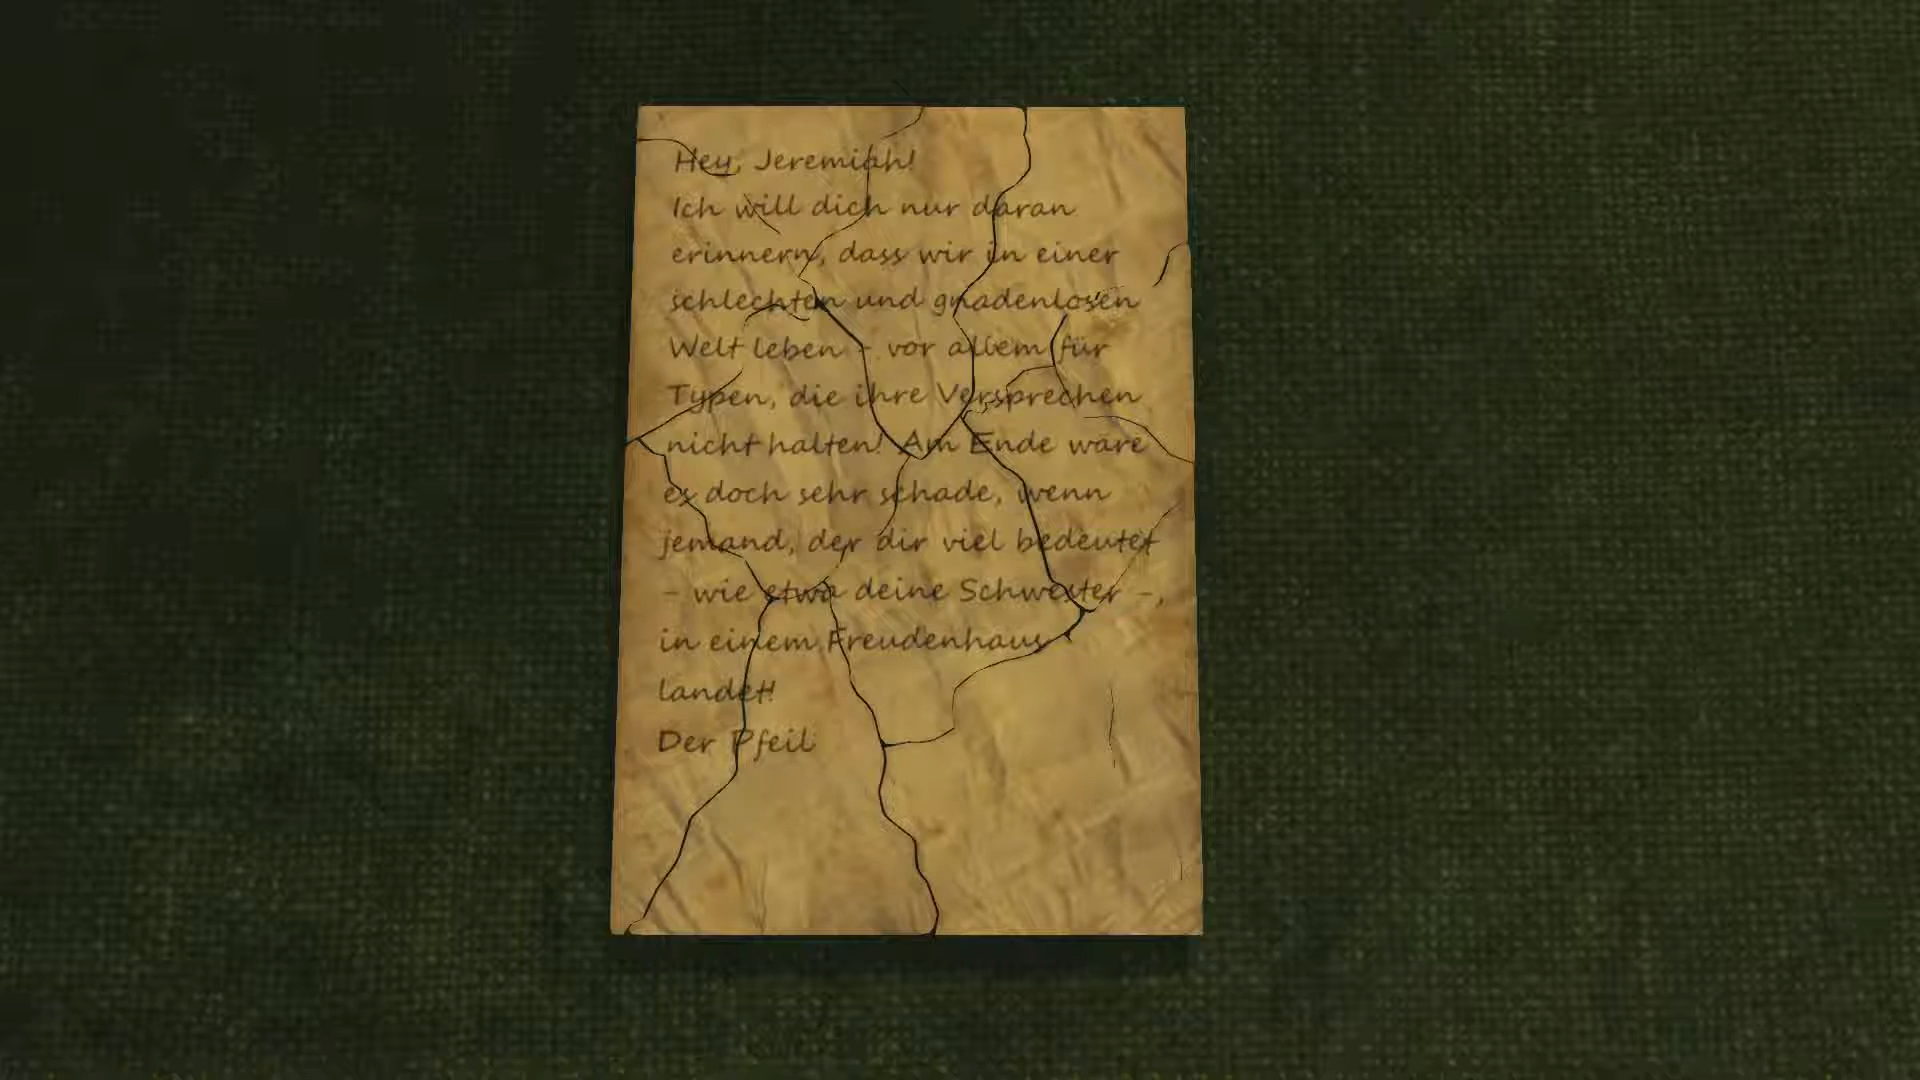 Hey, Jeremiah!
Ich will dich nur daran
erinnern, dass wir in einer
schlechten und gnadenlosen
Welt leben - vor allem für
Typen, die ihre Versprechen
nicht halten! Am Ende wäre
es doch sehr schade, wenn
jemand, der dir viel bedeutet
- wie etwa deine Schwester -,
in einem Freudenhaus
landet!
Der Pfeil